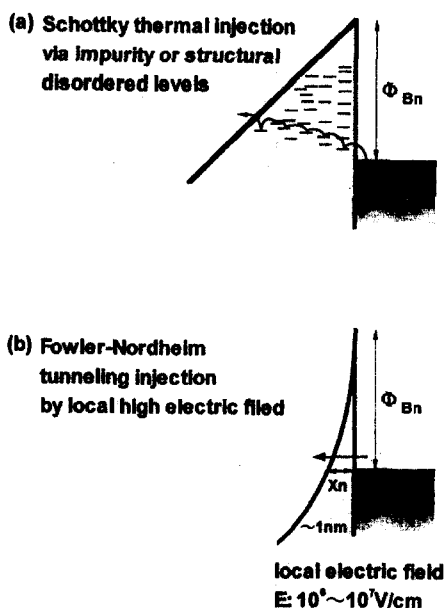 (a) Schottky thermal injection
via impurity or structural
disordered levels
Φ Bn
(b) Fowler-Nordheim
tunneling injection
by local high electric filed
Φ Bn
Xn
~1nm
local electric field
E: 10⁶~10⁷V/cm